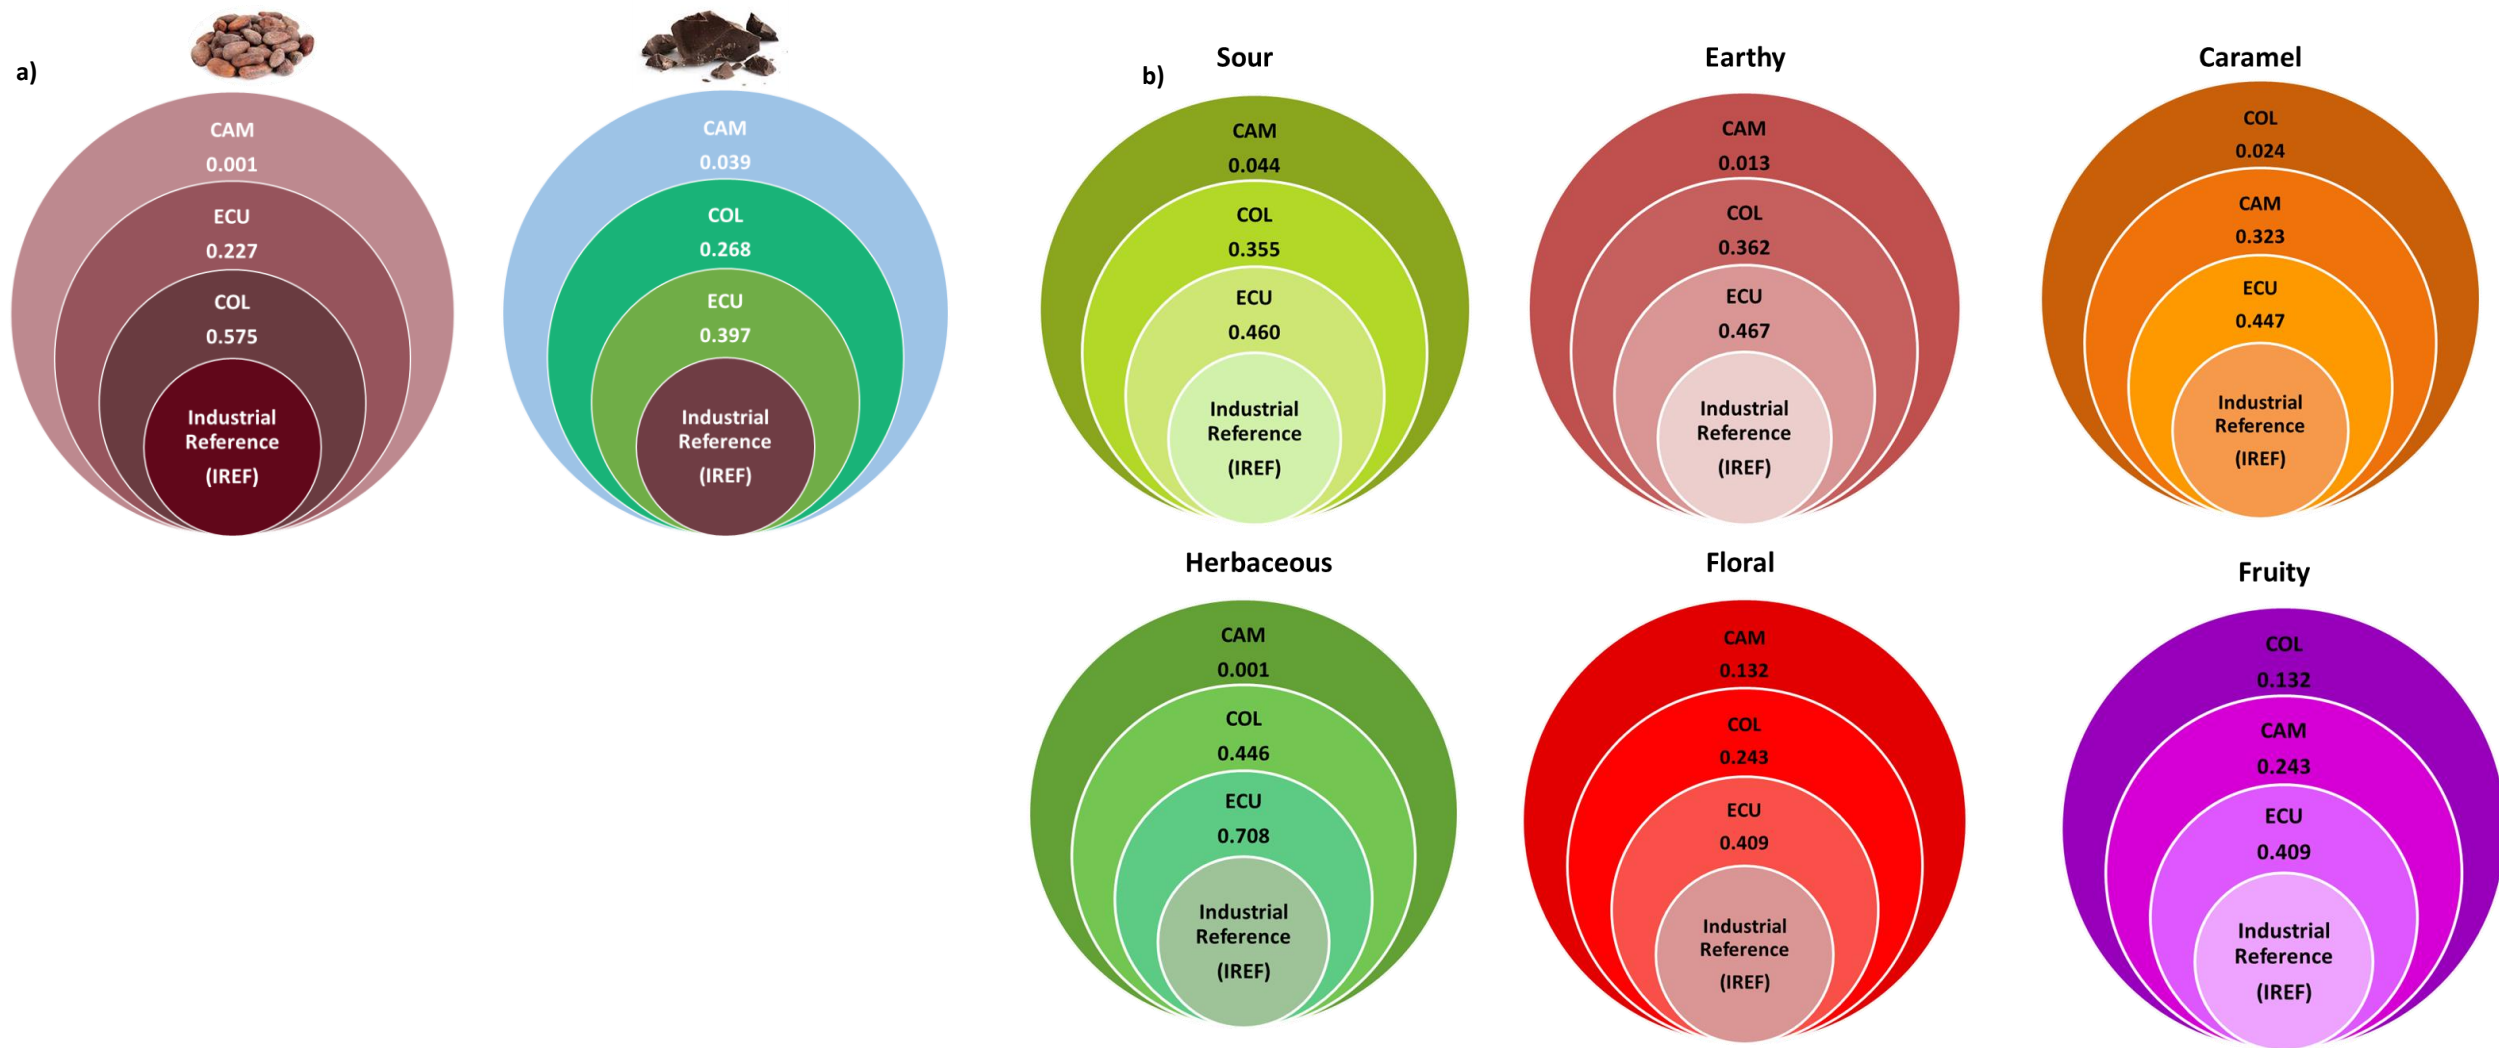 a)
CAM
0.001
ECU
0.227
COL
0.575
Industrial
Reference
(IREF)
CAM
0.039
COL
0.268
ECU
0.397
Industrial
Reference
(IREF)
b)
Sour
CAM
0.044
COL
0.355
ECU
0.460
Industrial
Reference
(IREF)
Earthy
CAM
0.013
COL
0.362
ECU
0.467
Industrial
Reference
(IREF)
Caramel
COL
0.024
CAM
0.323
ECU
0.447
Industrial
Reference
(IREF)
Herbaceous
CAM
0.001
COL
0.446
ECU
0.708
Industrial
Reference
(IREF)
Floral
CAM
0.132
COL
0.243
ECU
0.409
Industrial
Reference
(IREF)
Fruity
COL
0.132
CAM
0.243
ECU
0.409
Industrial
Reference
(IREF)